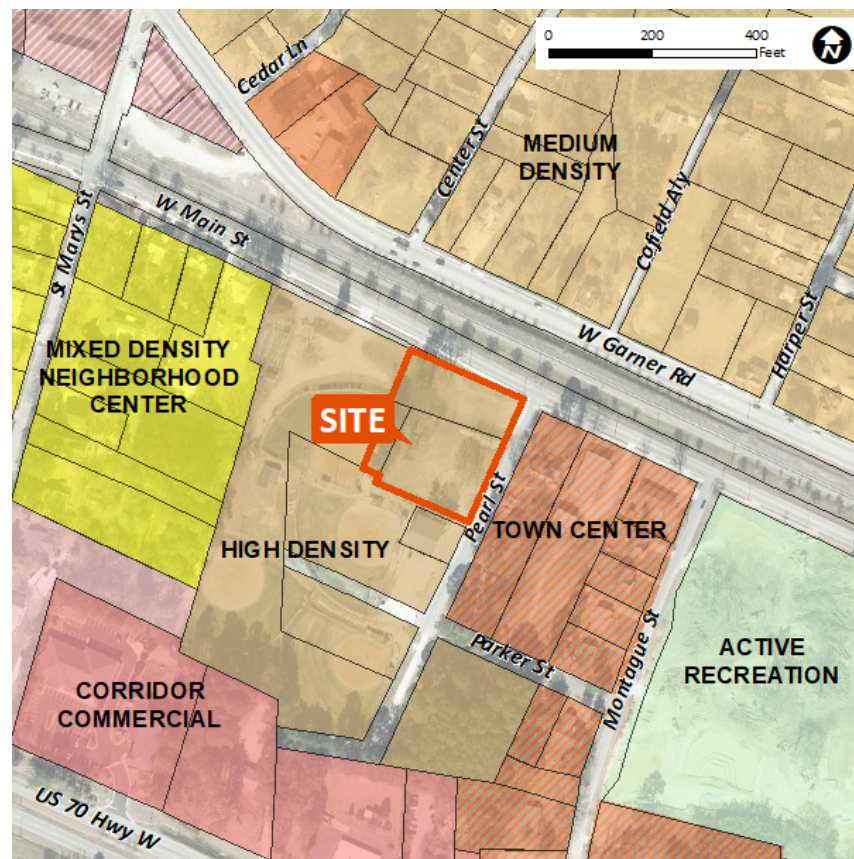 0 200 400
Feet
Cedar Ln
Center St
MEDIUM
DENSITY
Cofield Aly
St Marys St
W Main St
W Garner Rd
Harper St
MIXED DENSITY
NEIGHBORHOOD
CENTER
SITE
Pearl St
TOWN CENTER
HIGH DENSITY
Parker St
Montague St
ACTIVE
RECREATION
CORRIDOR
COMMERCIAL
US 70 Hwy W